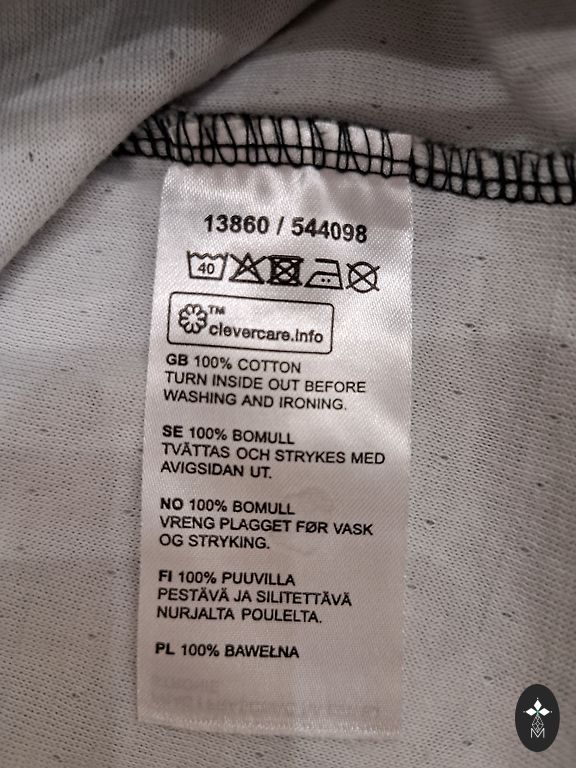 13860 / 544098
40
™
clevercare.info
GB 100% COTTON
TURN INSIDE OUT BEFORE
WASHING AND IRONING.
SE 100% BOMULL
TVÄTTAS OCH STRYKES MED
AVIGSIDAN UT.
NO 100% BOMULL
VRENG PLAGGET FØR VASK
OG STRYKING.
FI 100% PUUVILLA
PESTÄVÄ JA SILITETTÄVÄ
NURJALTA POULELTA.
PL 100% BAWEŁNA
M